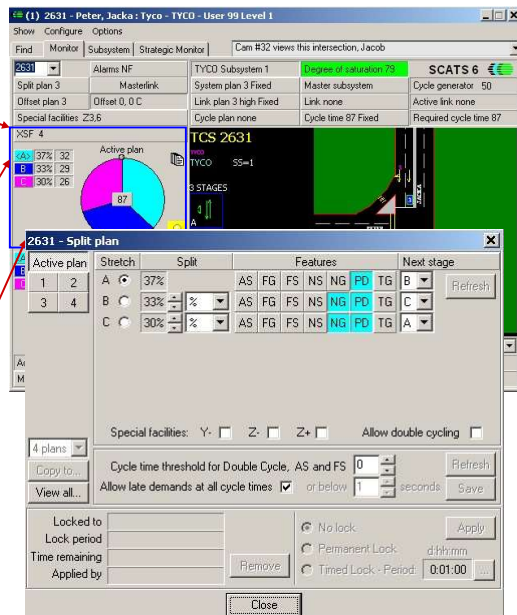 (1) 2631 - Peter, Jacka : Tyco - TYCO - User 99 Level 1
Show Configure Options
Find Monitor Subsystem Strategic Monitor Cam #32 views this intersection, Jacob
2631 Alarms NF TYCO Subsystem 1 Degree of saturation 79 SCATS 6
Split plan 3 Masterlink System plan 3 Fixed Master subsystem Cycle generator 50
Offset plan 3 Offset 0, 0 C Link plan 3 high Fixed Link none Active link none
Special facilities Z3,6 Cycle plan none Cycle time 87 Fixed Required cycle time 87
XSF 4
<A> 37% 32
B 33% 29
C 30% 26
Active plan
87
TCS 2631
TYCO SS=1
3 STAGES
A
JACKA
2631 - Split plan
Active plan Stretch Split Features Next stage
1 2 A 37% AS FG FS NS NG PD TG B Refresh
3 4 B 33% % AS FG FS NS NG PD TG C
C 30% % AS FG FS NS NG PD TG A
Special facilities: Y- Z- Z+ Allow double cycling
4 plans
Copy to...
View all...
Cycle time threshold for Double Cycle, AS and FS 0 Refresh
Allow late demands at all cycle times or below 1 seconds Save
Locked to
Lock period
Time remaining
Applied by
Remove
No lock Apply
Permanent Lock d:hh:mm
Timed Lock - Period: 0:01:00 ...
Close